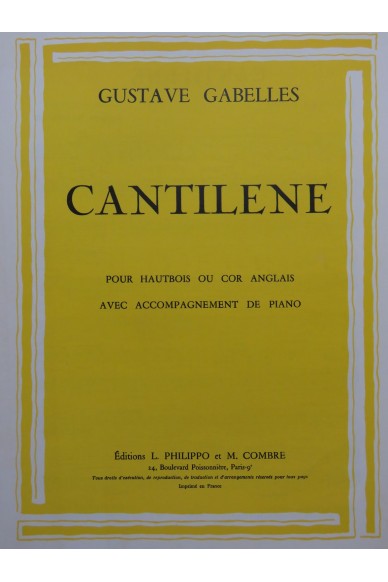 GUSTAVE GABELLES
CANTILENE
POUR HAUTBOIS OU COR ANGLAIS
AVEC ACCOMPAGNEMENT DE PIANO
Éditions L. PHILIPPO et M. COMBRE
24, Boulevard Poissonnière, Paris-9e
Tous droits d'exécution, de reproduction, de traduction et d'arrangements réservés pour tous pays
Imprimé en France